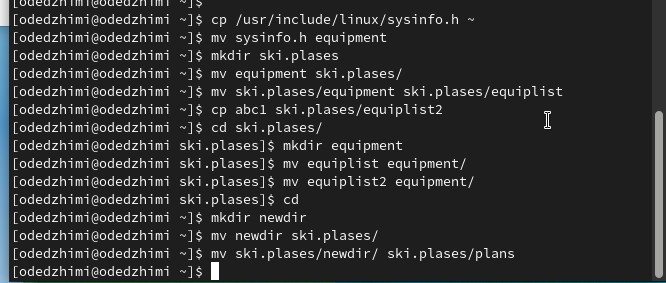 [odedzhimi@odedzhimi ~]$
[odedzhimi@odedzhimi ~]$ cp /usr/include/linux/sysinfo.h ~
[odedzhimi@odedzhimi ~]$ mv sysinfo.h equipment
[odedzhimi@odedzhimi ~]$ mkdir ski.plases
[odedzhimi@odedzhimi ~]$ mv equipment ski.plases/
[odedzhimi@odedzhimi ~]$ mv ski.plases/equipment ski.plases/equiplist
[odedzhimi@odedzhimi ~]$ cp abc1 ski.plases/equiplist2
[odedzhimi@odedzhimi ~]$ cd ski.plases/
[odedzhimi@odedzhimi ski.plases]$ mkdir equipment
[odedzhimi@odedzhimi ski.plases]$ mv equiplist equipment/
[odedzhimi@odedzhimi ski.plases]$ mv equiplist2 equipment/
[odedzhimi@odedzhimi ski.plases]$ cd
[odedzhimi@odedzhimi ~]$ mkdir newdir
[odedzhimi@odedzhimi ~]$ mv newdir ski.plases/
[odedzhimi@odedzhimi ~]$ mv ski.plases/newdir/ ski.plases/plans
[odedzhimi@odedzhimi ~]$